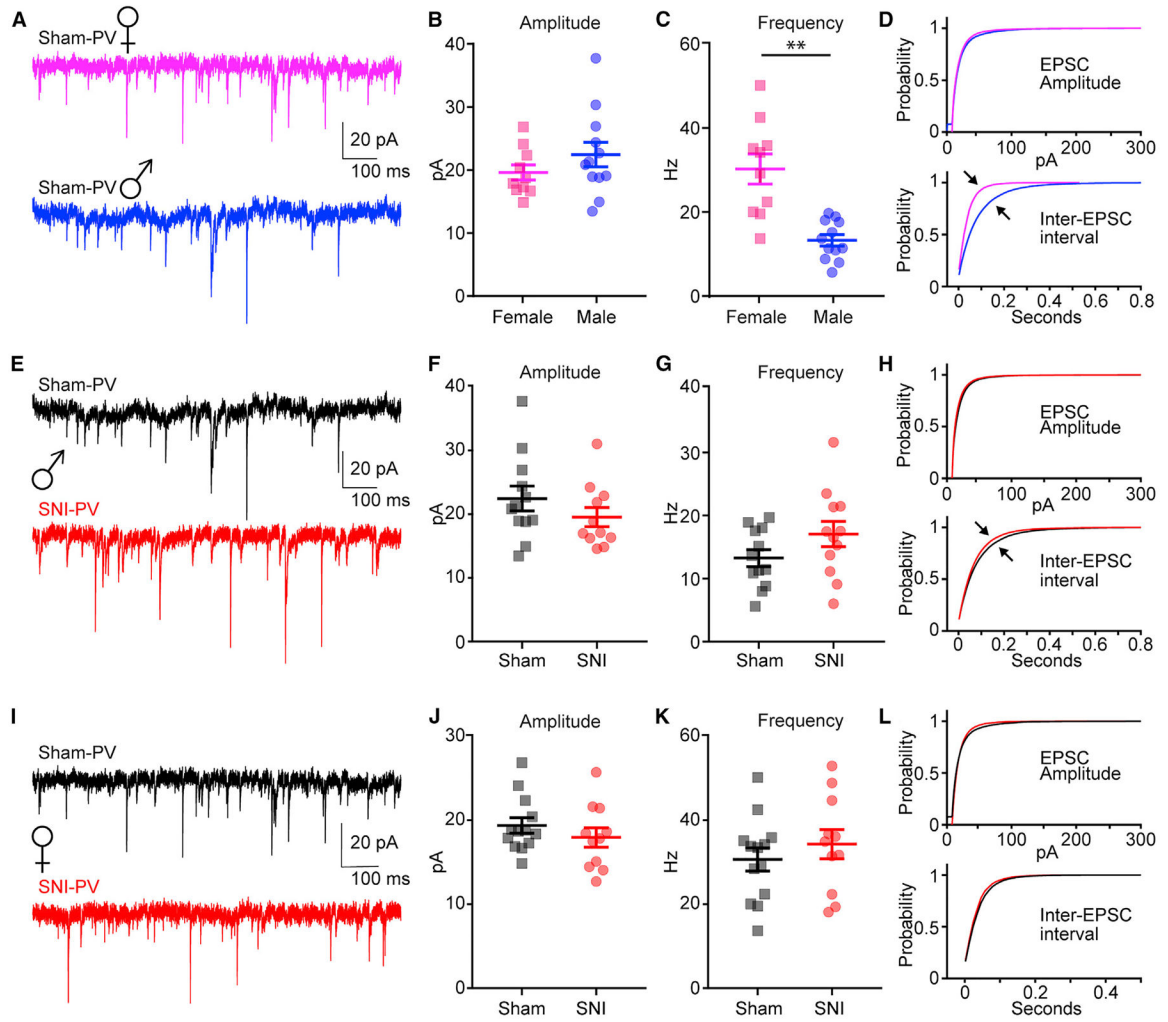 A
Sham-PV ♀
20 pA
100 ms
Sham-PV ♂
B
Amplitude
pA
40
30
20
10
0
Female Male
C
Frequency
**
Hz
60
40
20
0
Female Male
D
Probability
1
0.5
0
EPSC
Amplitude
0 100 200 300
pA
Probability
1
0.5
0
Inter-EPSC
interval
0 0.2 0.4 0.6 0.8
Seconds
E
Sham-PV
♂
20 pA
100 ms
SNI-PV
F
Amplitude
pA
40
30
20
10
0
Sham SNI
G
Frequency
Hz
40
30
20
10
0
Sham SNI
H
Probability
1
0.5
0
EPSC
Amplitude
0 100 200 300
pA
Probability
1
0.5
0
Inter-EPSC
interval
0 0.2 0.4 0.6 0.8
Seconds
I
Sham-PV
♀
20 pA
100 ms
SNI-PV
J
Amplitude
pA
30
20
10
0
Sham SNI
K
Frequency
Hz
60
40
20
0
Sham SNI
L
Probability
1
0.5
0
EPSC
Amplitude
0 100 200 300
pA
Probability
1
0.5
0
Inter-EPSC
interval
0 0.2 0.4
Seconds